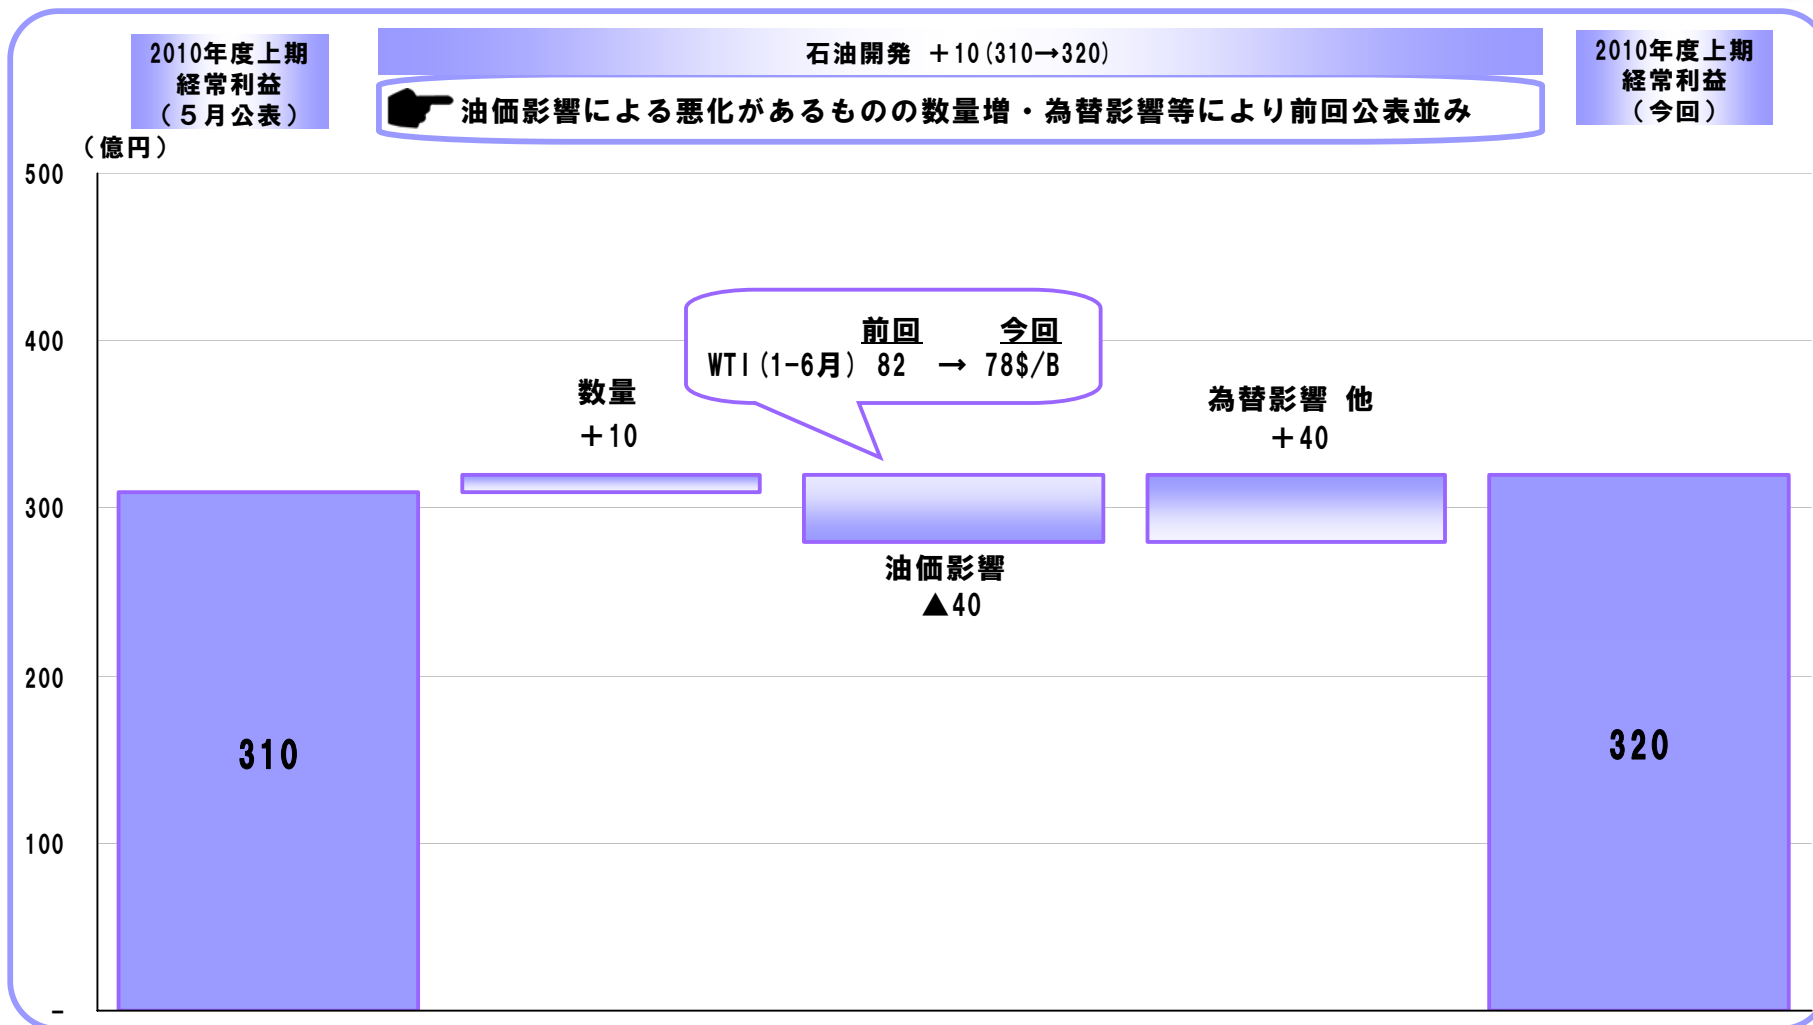 2010年度上期
経常利益
（５月公表）
石油開発 ＋10(310→320)
油価影響による悪化があるものの数量増・為替影響等により前回公表並み
2010年度上期
経常利益
（今回）
（億円）
500
400
300
200
100
-
前回 今回
WTI(1-6月) 82 → 78$/B
数量
＋10
油価影響
▲40
為替影響 他
＋40
310
320